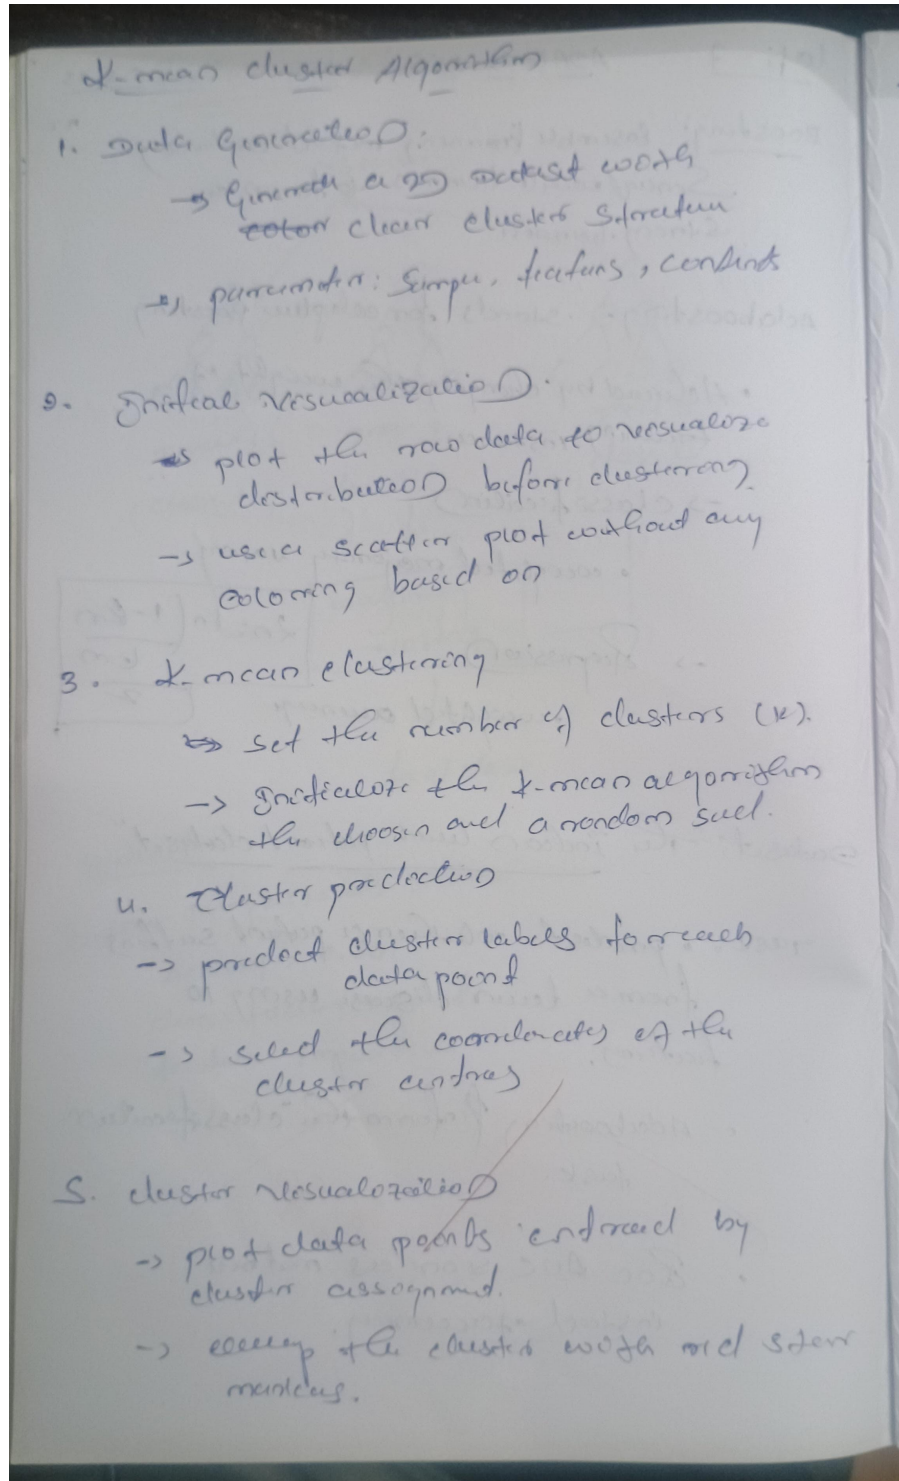 K-mean cluster Algorithm
1. Data Generation:
→ Generate a 2D Dataset with
clear cluster structure
→ parameter: Sample, features,
2. Initial visualization:
→ plot the raw data to visualize
distribution before clustering
→ use a scatter plot without any
coloring based on
3. K-mean clustering
→ set the number of clusters (k).
→ Initialize the k-mean algorithm
the choosen and a random seed.
4. Cluster prediction
→ predict cluster labels for each
data point
→ select the coordinates of the
cluster centres
5. cluster visualization
→ plot data points by
cluster assignment.
→ the cluster with red star
markers.